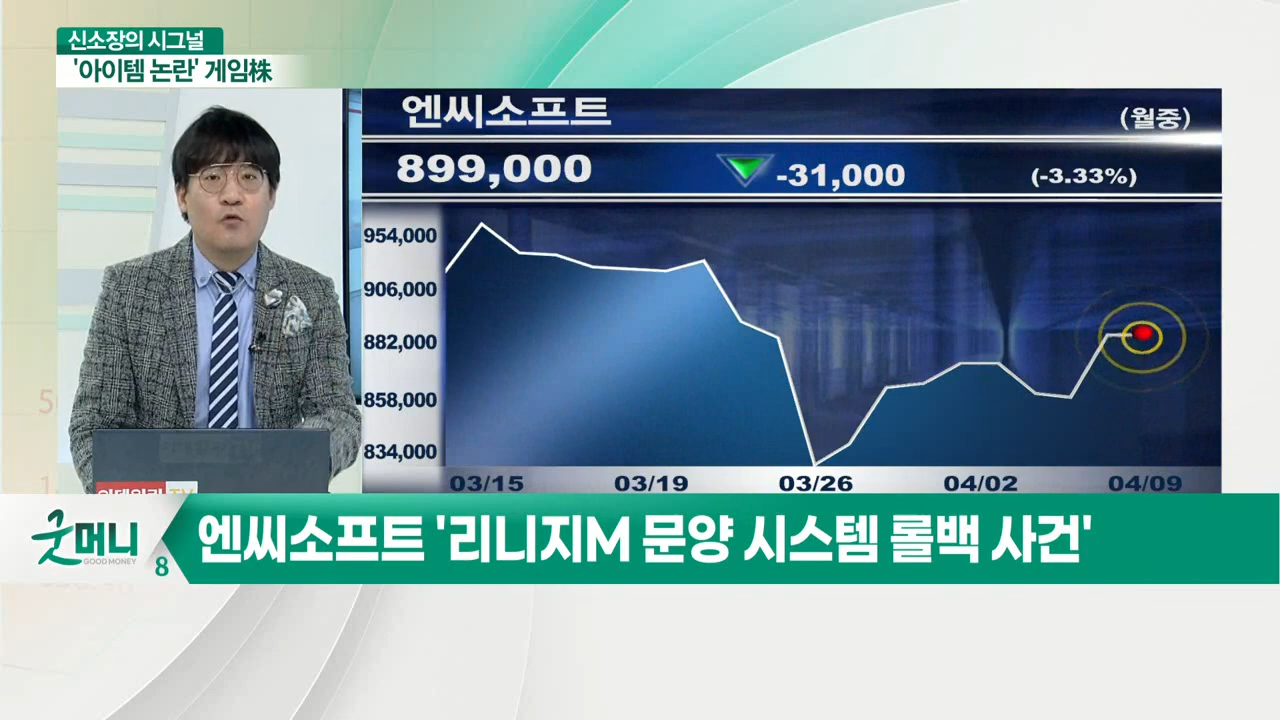 신소장의 시그널
'아이템 논란' 게임株
엔씨소프트
(월중)
899,000
-31,000
(-3.33%)
954,000
906,000
882,000
858,000
834,000
03/15
03/19
03/26
04/02
04/09
굿머니
GOOD MONEY
8
엔씨소프트 '리니지M 문양 시스템 롤백 사건'